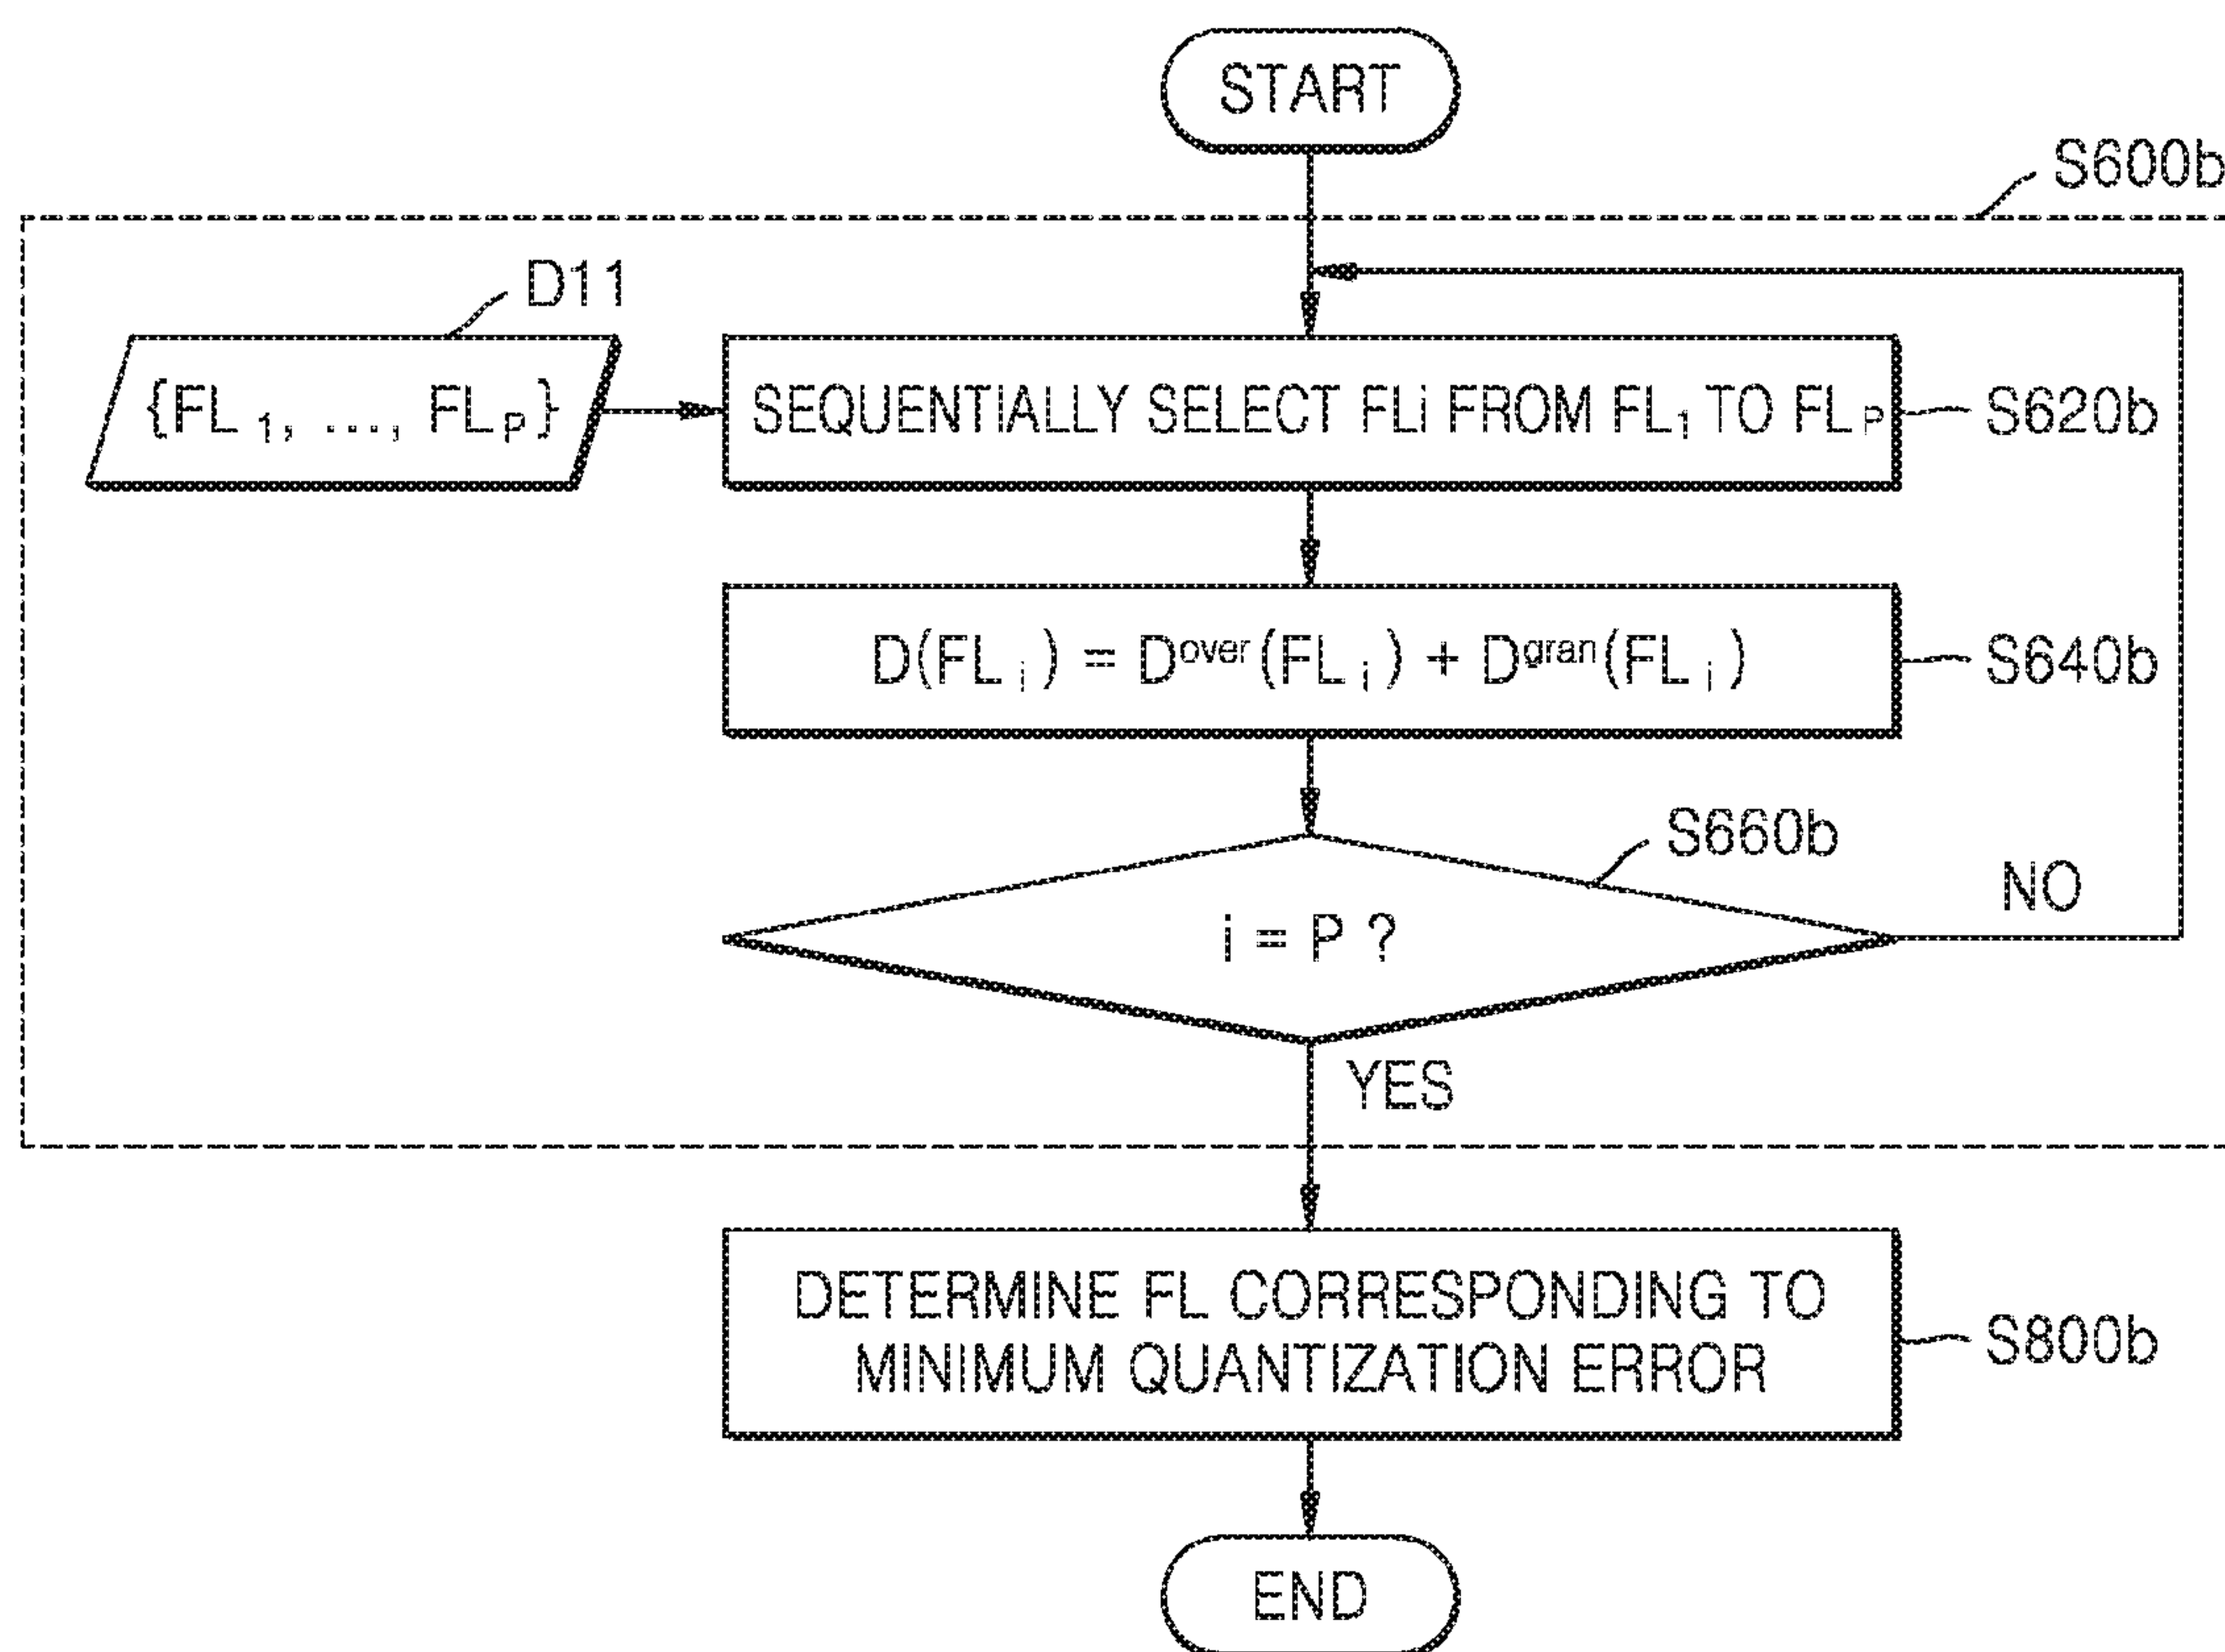 START
S600b
D11
{FL₁, ..., FLₚ}
SEQUENTIALLY SELECT FLi FROM FL₁ TO FLₚ
S620b
D(FLᵢ) = Dᵒᵛᵉʳ(FLᵢ) + Dᵍʳᵃⁿ(FLᵢ)
S640b
S660b
i = P ?
NO
YES
DETERMINE FL CORRESPONDING TO
MINIMUM QUANTIZATION ERROR
S800b
END